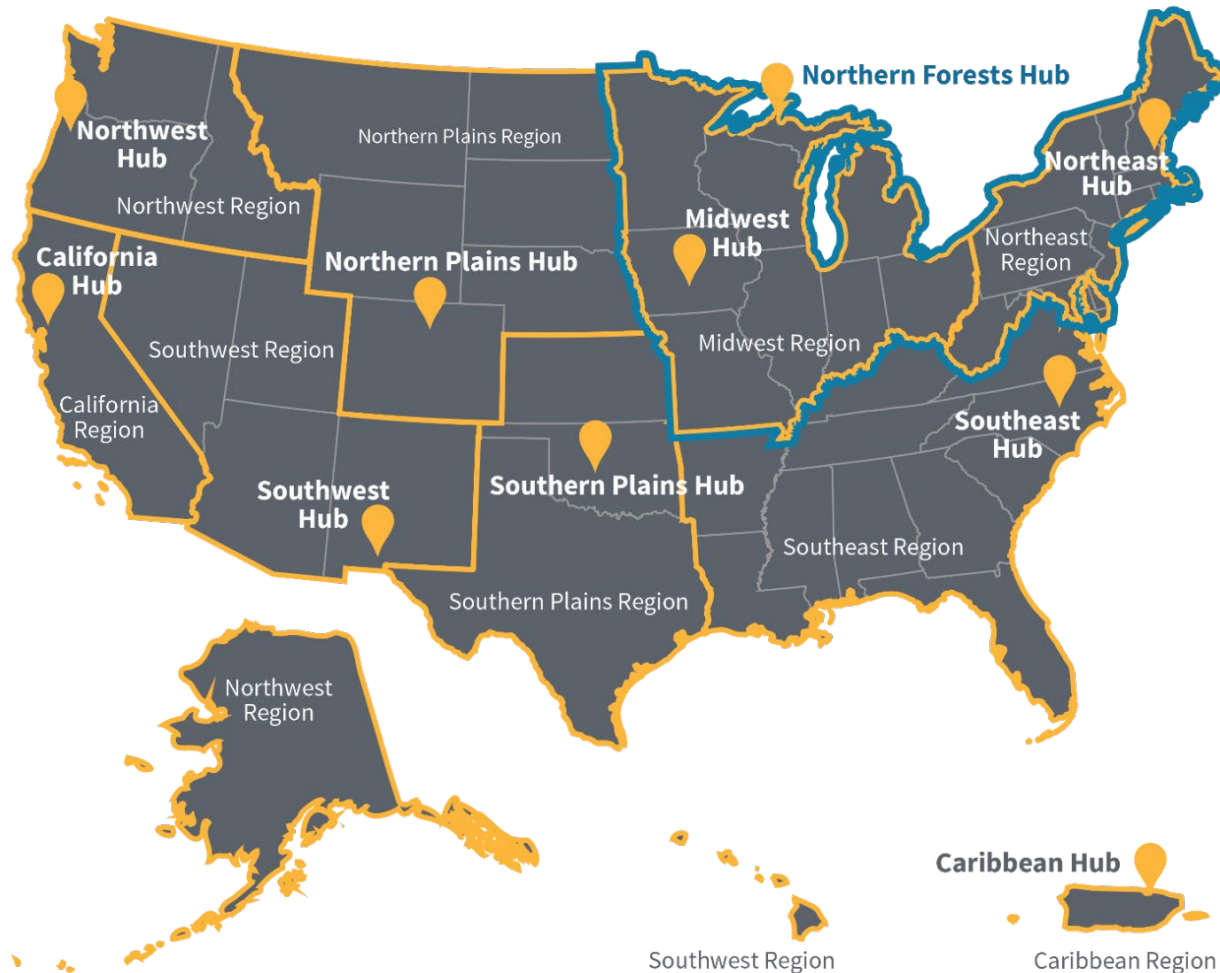 Northern Forests Hub
Northwest
Hub
Northern Plains Region
Northeast
Hub
Northwest Region
Midwest
Hub
Northeast
Region
California
Hub
Northern Plains Hub
Southwest Region
Midwest Region
California
Region
Southeast
Hub
Southwest
Hub
Southern Plains Hub
Southeast Region
Southern Plains Region
Northwest
Region
Caribbean Hub
Southwest Region
Caribbean Region